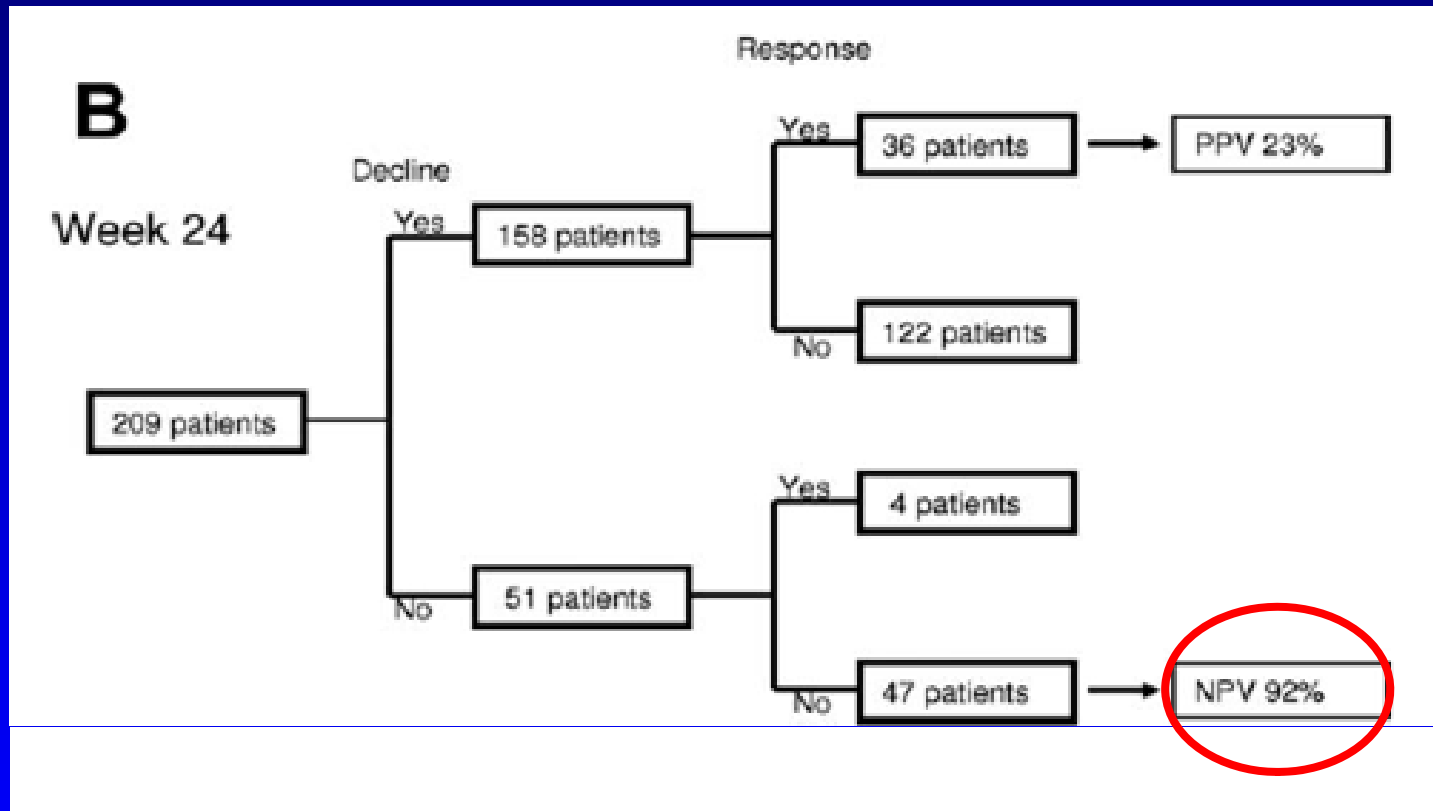 Response
B
Yes
36 patients
PPV 23%
Decline
Week 24
Yes
158 patients
No
122 patients
209 patients
Yes
4 patients
No
51 patients
No
47 patients
NPV 92%